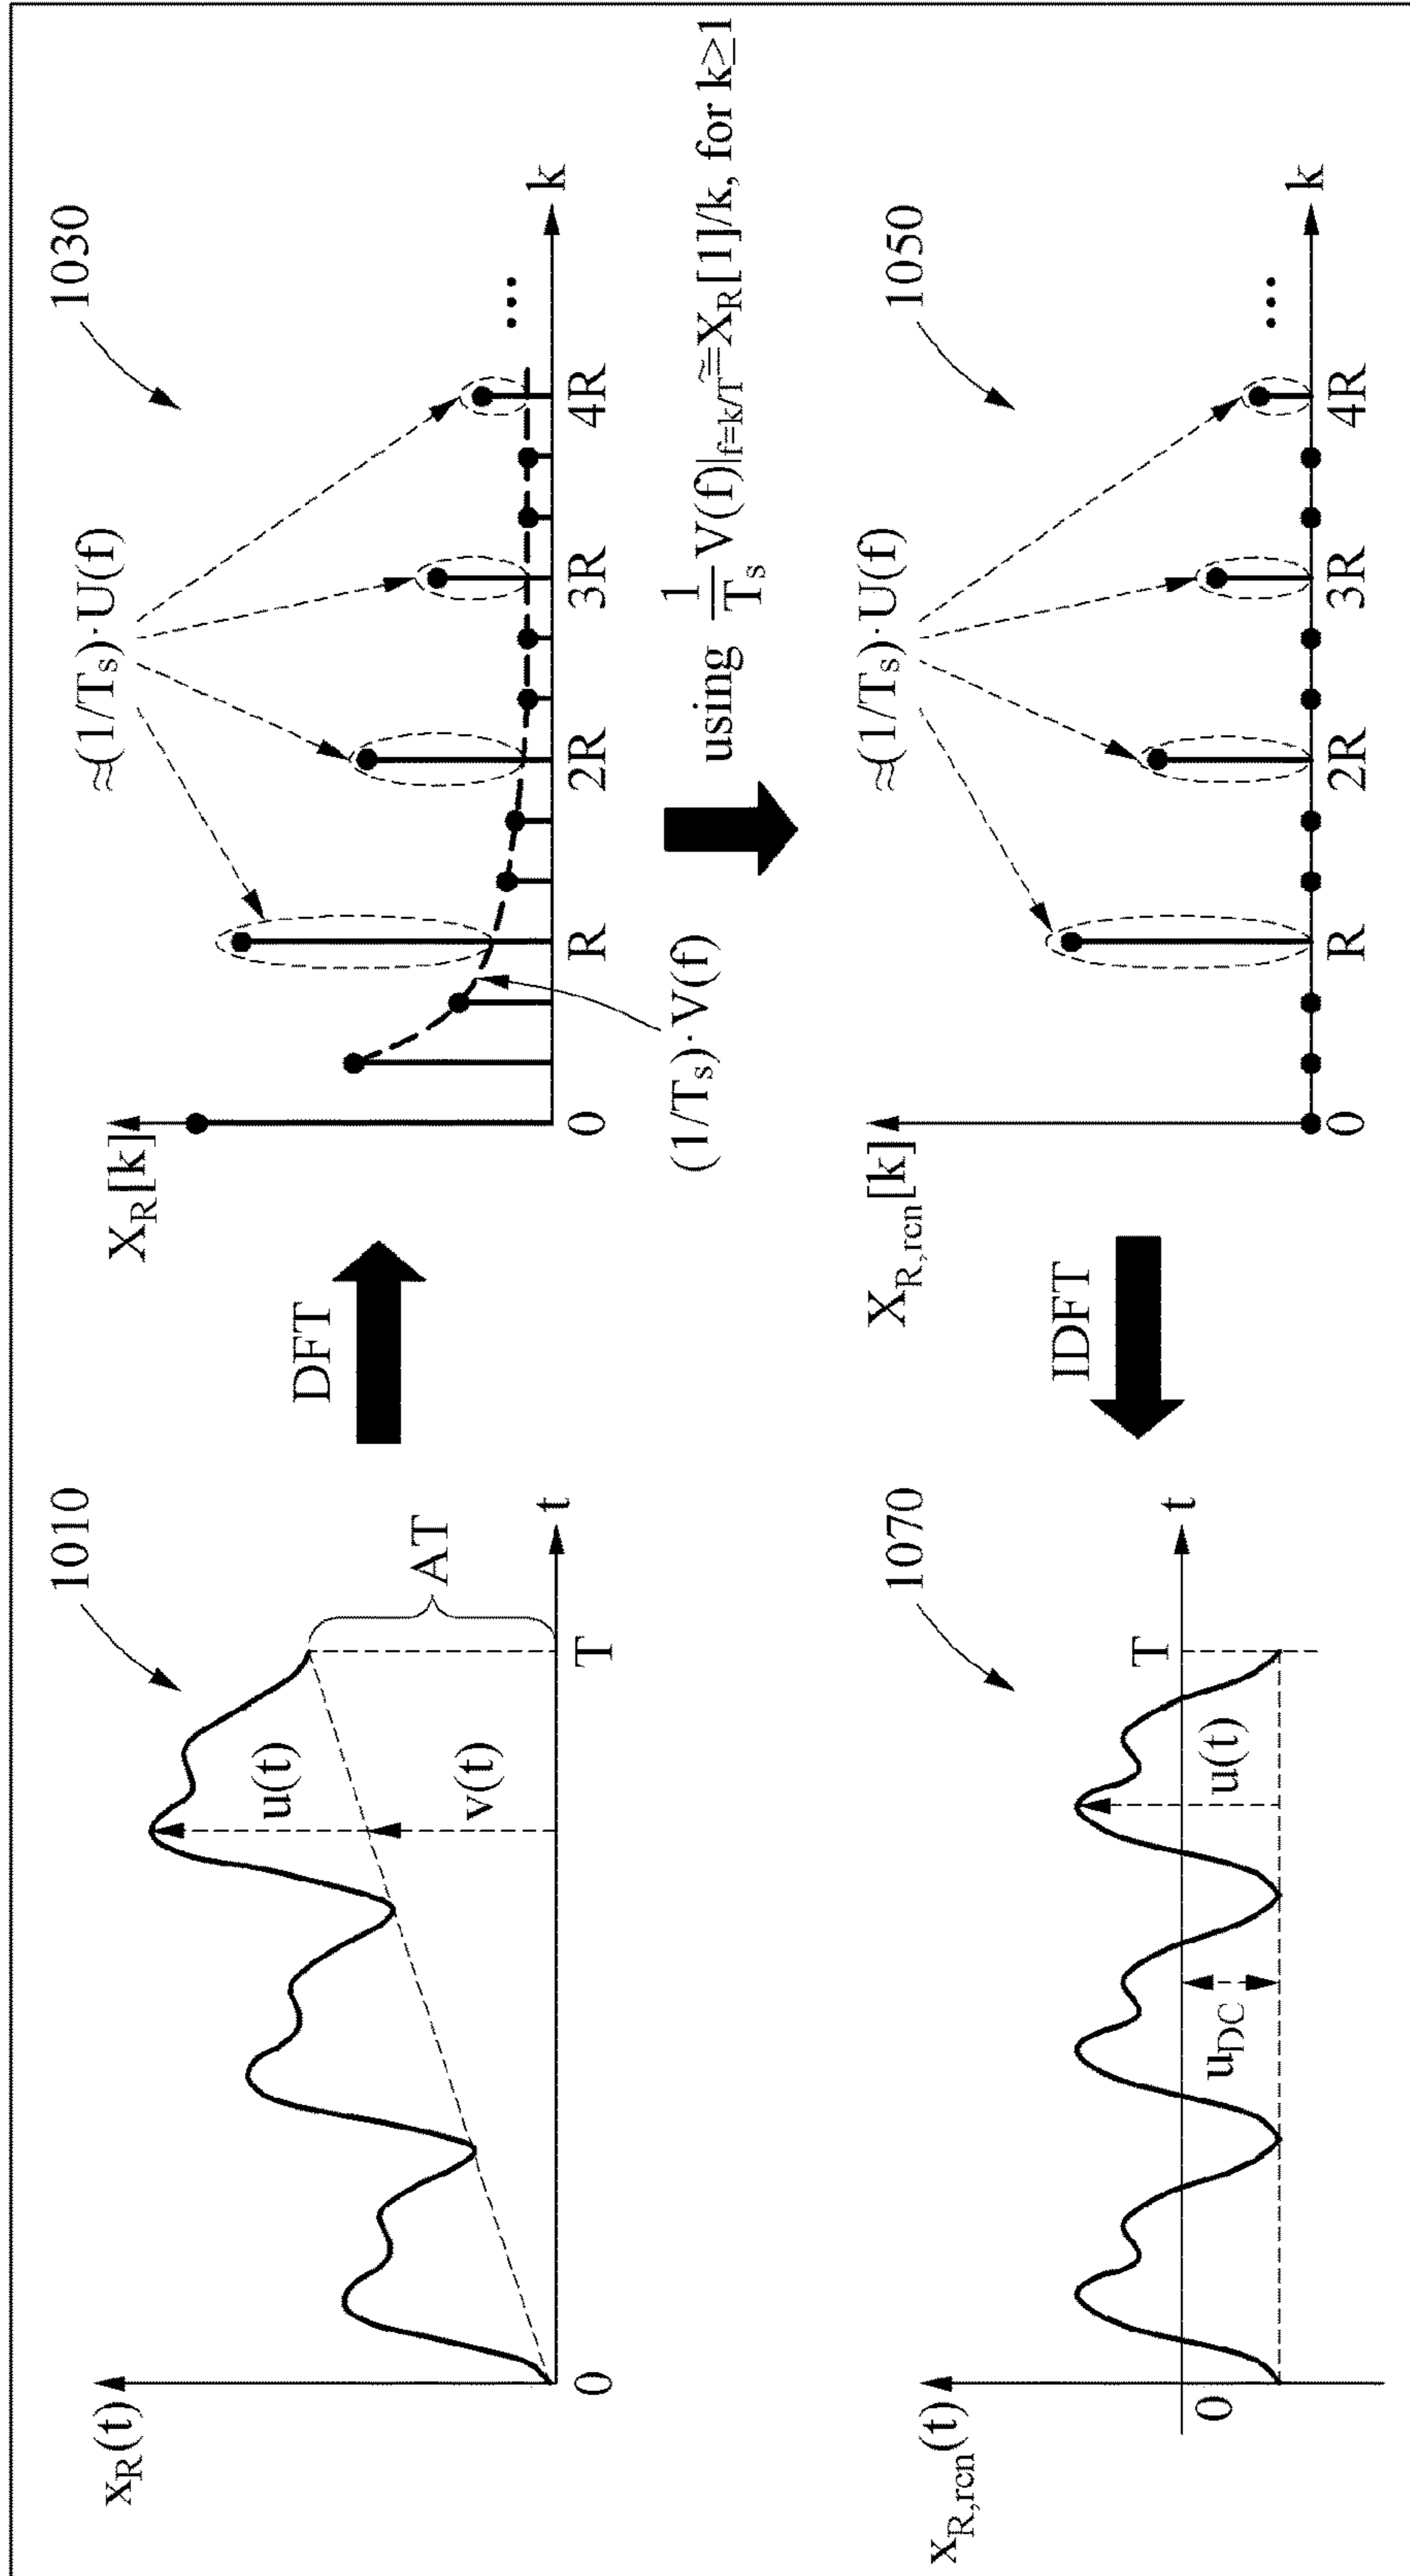 1010
x_R(t)
u(t)
v(t)
AT
0
T
t
DFT
1030
X_R[k]
≈(1/T_s)·U(f)
(1/T_s)·V(f)
0
R
2R
3R
4R
...
k
using 1/T_s V(f)|_{f=k/T}≅X_R[1]/k, for k≥1
1050
X_{R,rcn}[k]
≈(1/T_s)·U(f)
0
R
2R
3R
4R
...
k
IDFT
1070
x_{R,rcn}(t)
0
u_DC
u(t)
T
t